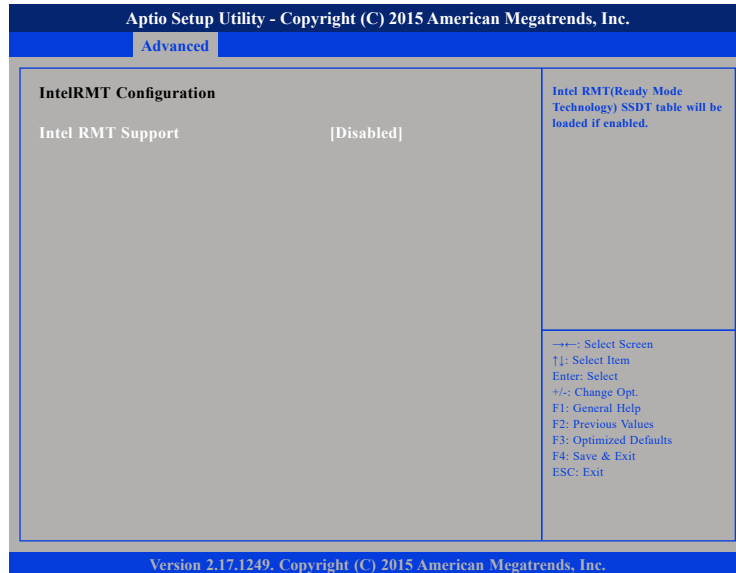 Aptio Setup Utility - Copyright (C) 2015 American Megatrends, Inc.
Advanced
IntelRMT Configuration
Intel RMT Support [Disabled]
Intel RMT(Ready Mode
Technology) SSDT table will be
loaded if enabled.
→←: Select Screen
↑↓: Select Item
Enter: Select
+/-: Change Opt.
F1: General Help
F2: Previous Values
F3: Optimized Defaults
F4: Save & Exit
ESC: Exit
Version 2.17.1249. Copyright (C) 2015 American Megatrends, Inc.